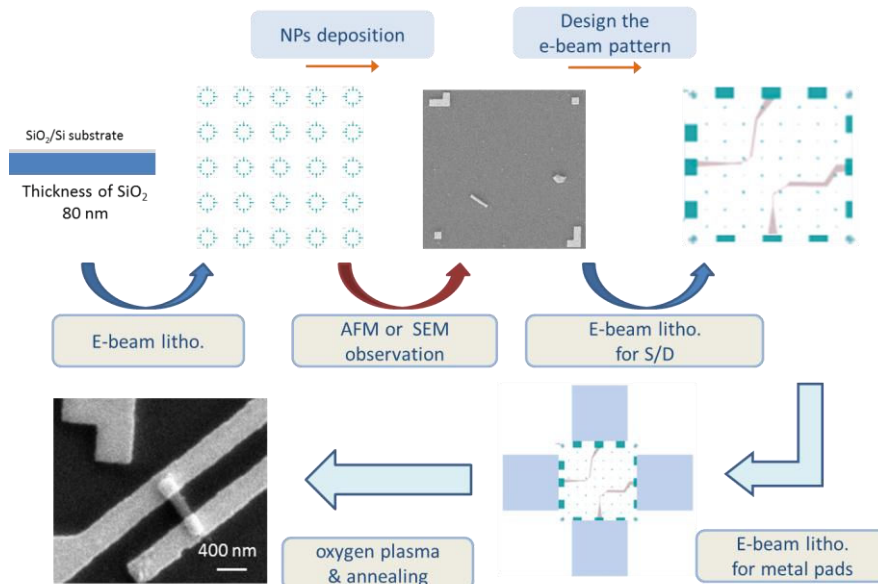 NPs deposition
Design the
e-beam pattern
SiO₂/Si substrate
Thickness of SiO₂
80 nm
E-beam litho.
AFM or SEM
observation
E-beam litho.
for S/D
400 nm
oxygen plasma
& annealing
E-beam litho.
for metal pads